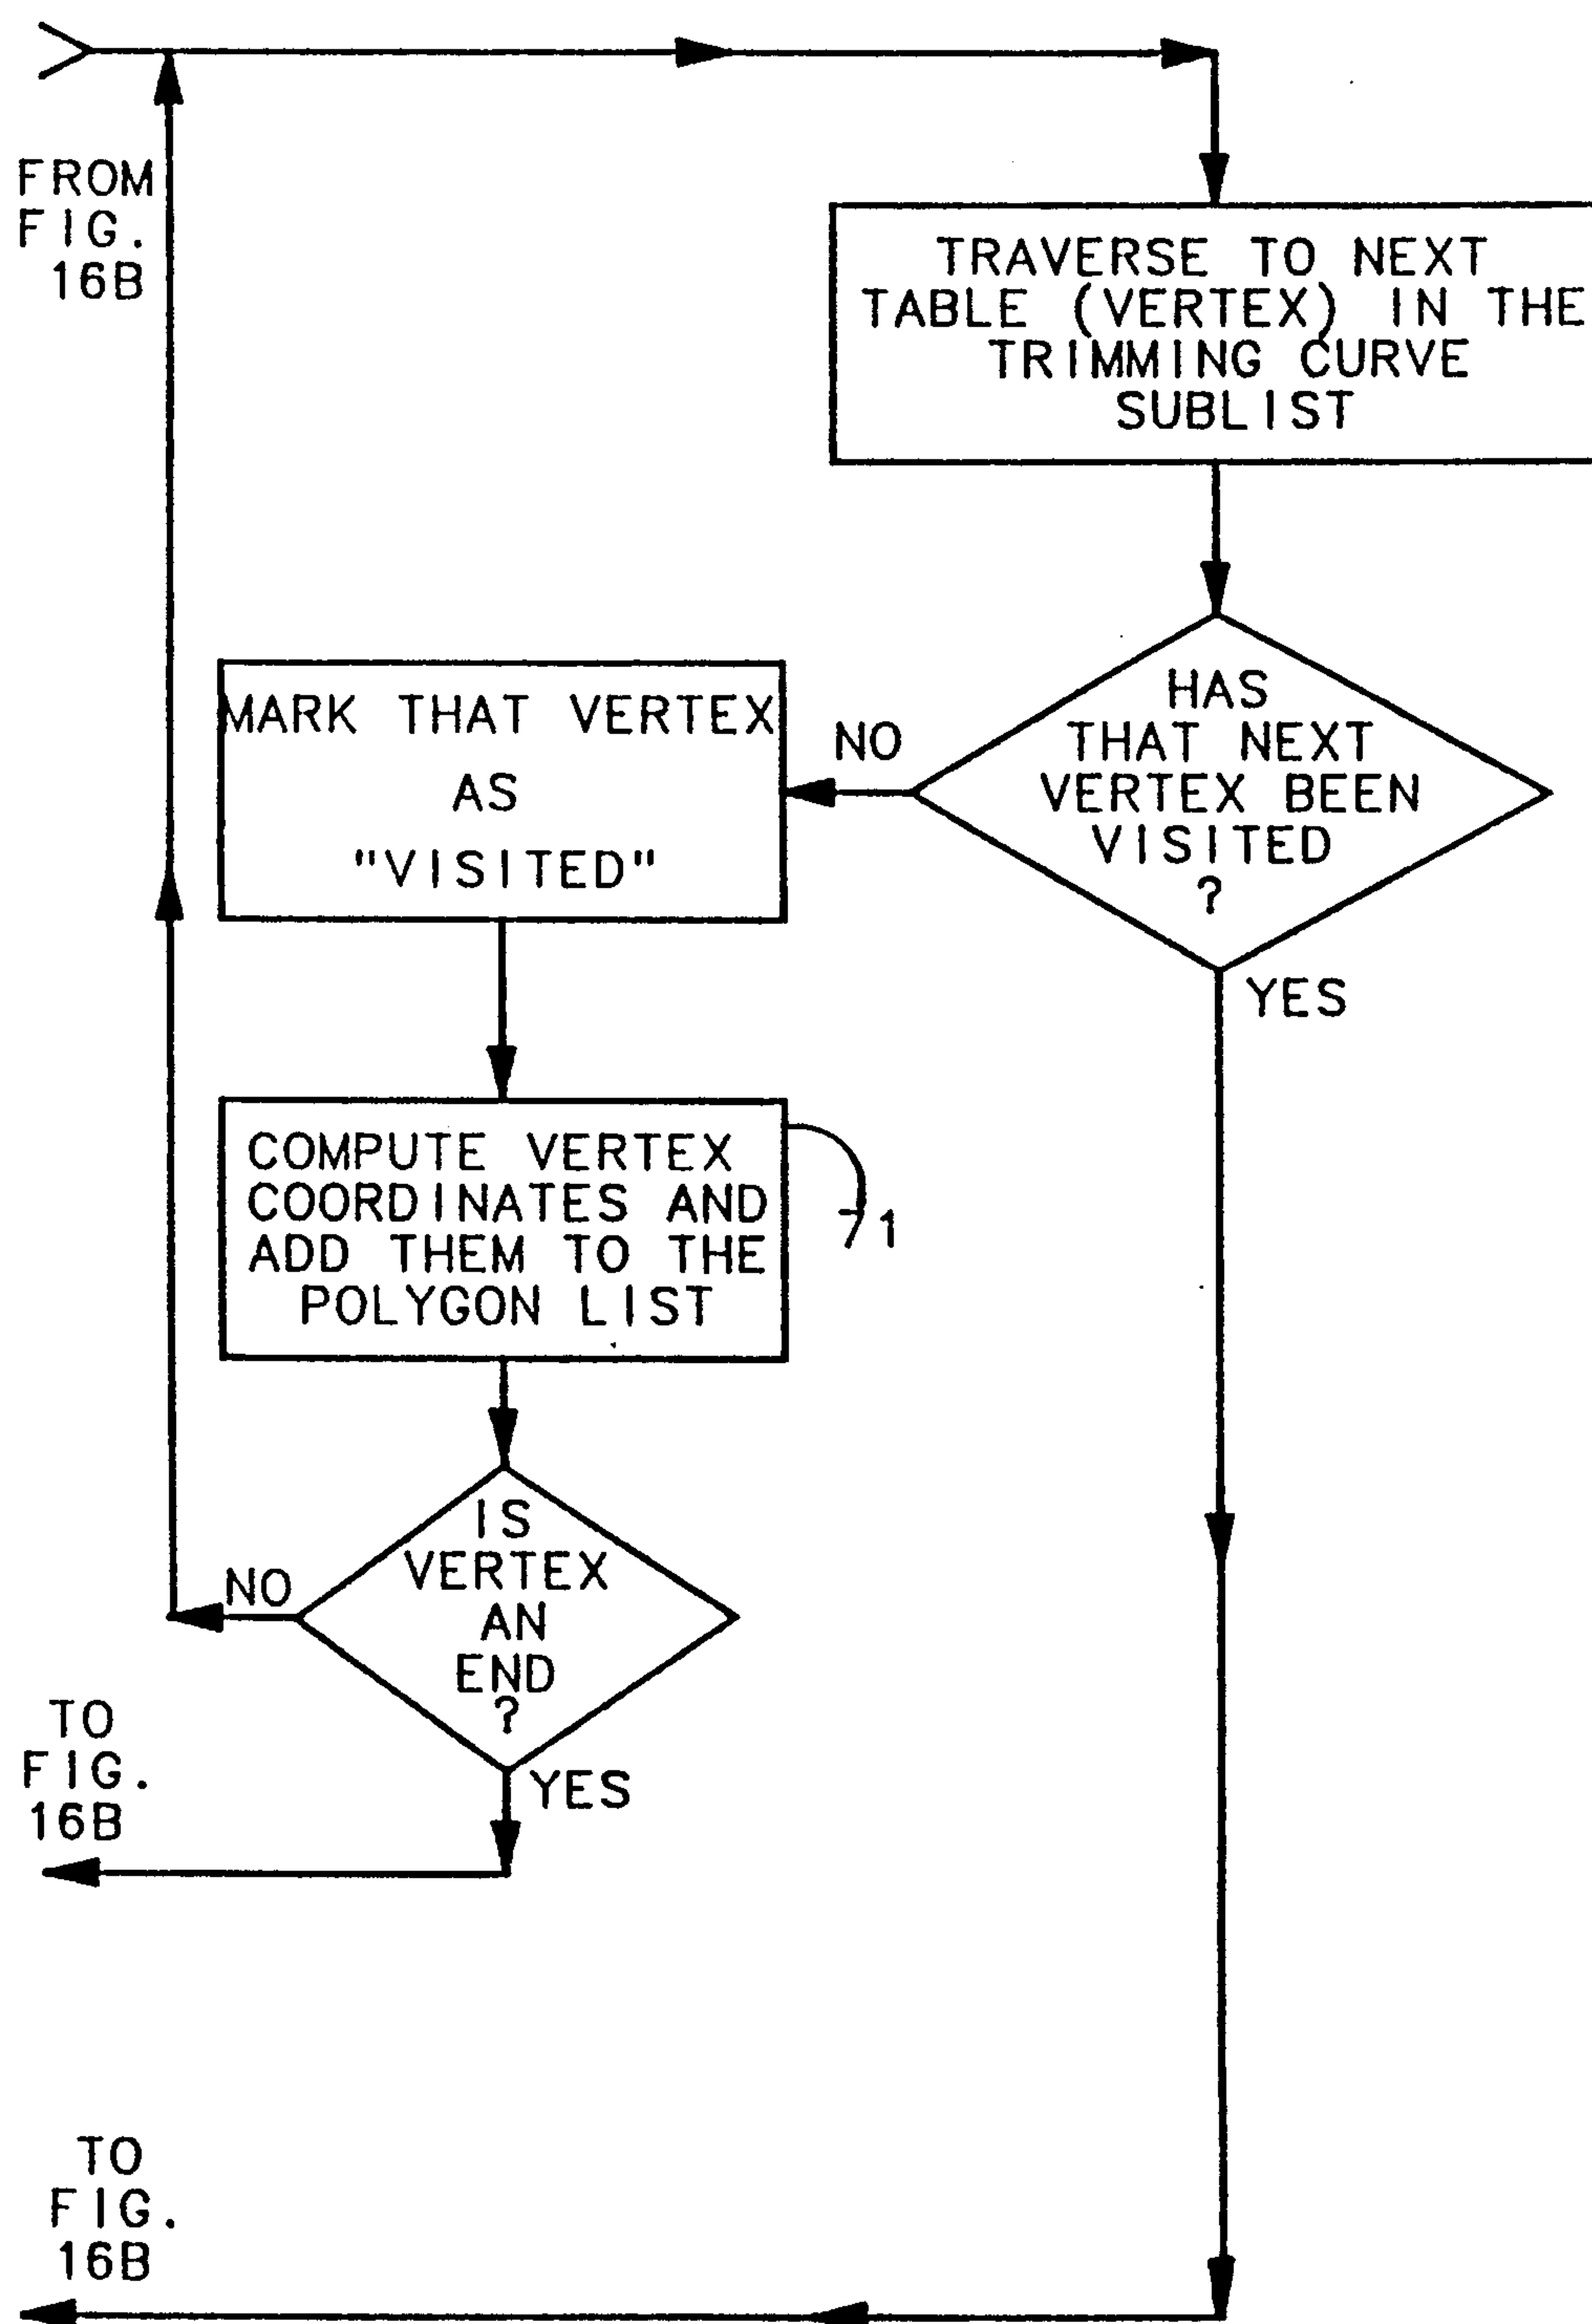 FROM
FIG.
16B
TRAVERSE TO NEXT
TABLE (VERTEX) IN THE
TRIMMING CURVE
SUBLIST
HAS
THAT NEXT
VERTEX BEEN
VISITED
?
NO
YES
MARK THAT VERTEX
AS
"VISITED"
COMPUTE VERTEX
COORDINATES AND
ADD THEM TO THE
POLYGON LIST
71
IS
VERTEX
AN
END
?
NO
YES
TO
FIG.
16B
TO
FIG.
16B